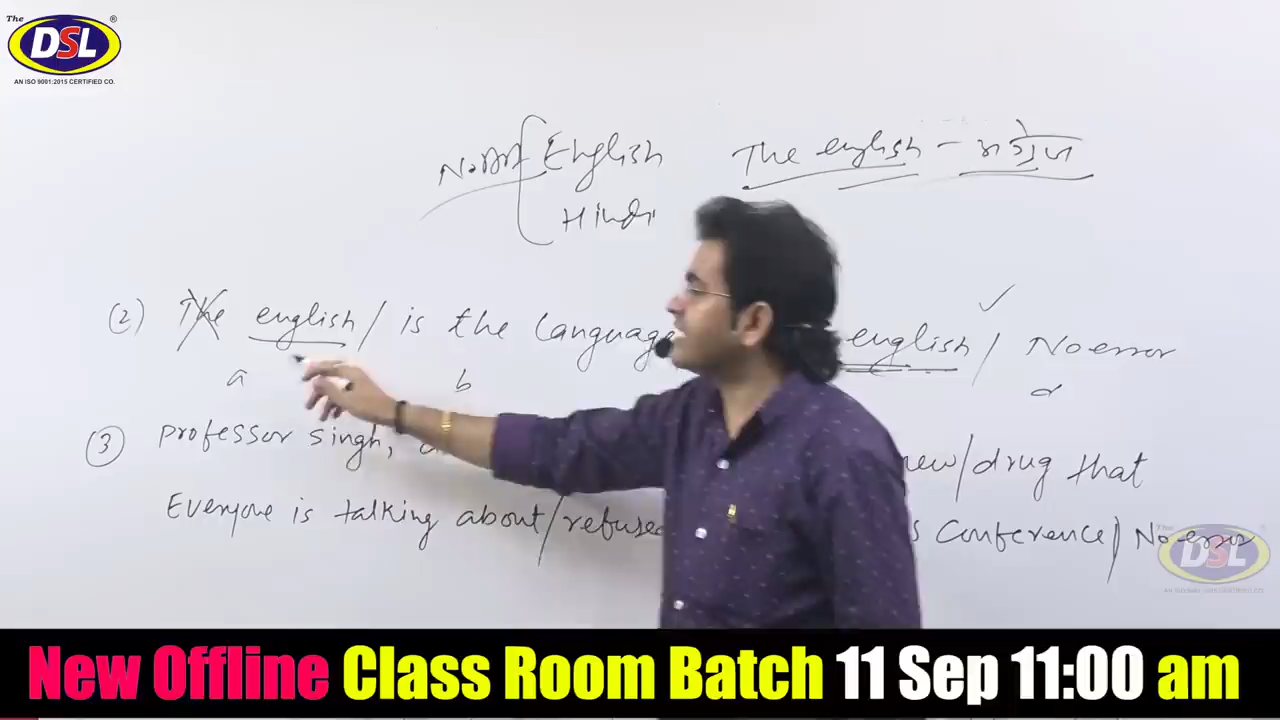 The
DSL
®
AN ISO 9001:2015 CERTIFIED CO.
English The english -
Hindi
(2) The english / is the language english / No error
a b d
(3) Professor singh, new / drug that
Everyone is talking about / refused Conference / No error
The
DSL
New Offline Class Room Batch 11 Sep 11:00 am